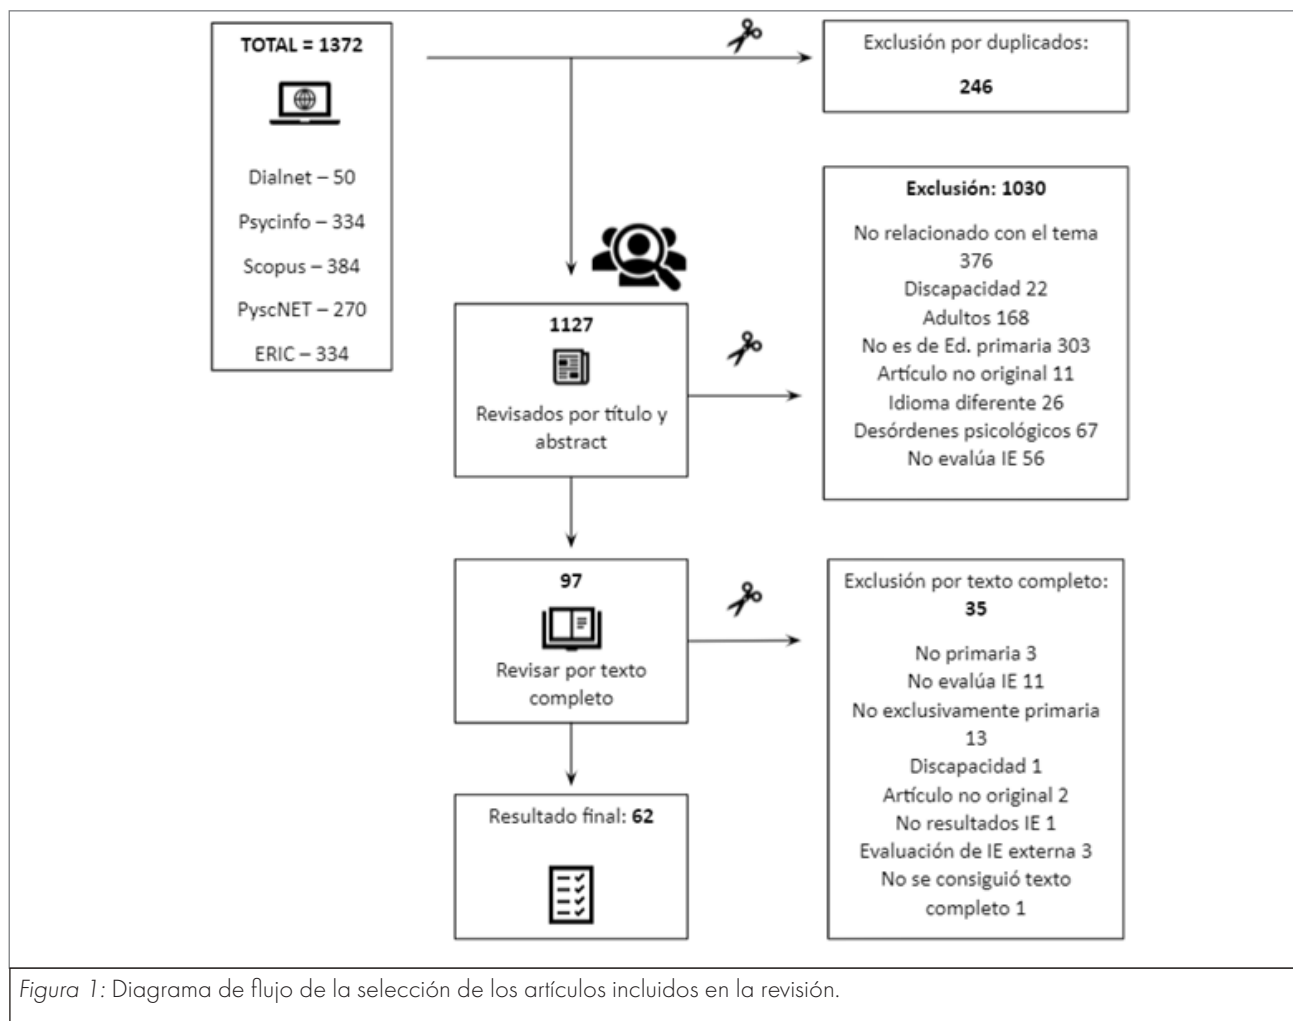 TOTAL = 1372
Dialnet – 50
Psycinfo – 334
Scopus – 384
PyscNET – 270
ERIC – 334
Exclusión por duplicados:
246
1127
Revisados por título y
abstract
Exclusión: 1030
No relacionado con el tema
376
Discapacidad 22
Adultos 168
No es de Ed. primaria 303
Artículo no original 11
Idioma diferente 26
Desórdenes psicológicos 67
No evalúa IE 56
97
Revisar por texto
completo
Exclusión por texto completo:
35
No primaria 3
No evalúa IE 11
No exclusivamente primaria
13
Discapacidad 1
Artículo no original 2
No resultados IE 1
Evaluación de IE externa 3
No se consiguió texto
completo 1
Resultado final: 62
Figura 1: Diagrama de flujo de la selección de los artículos incluidos en la revisión.